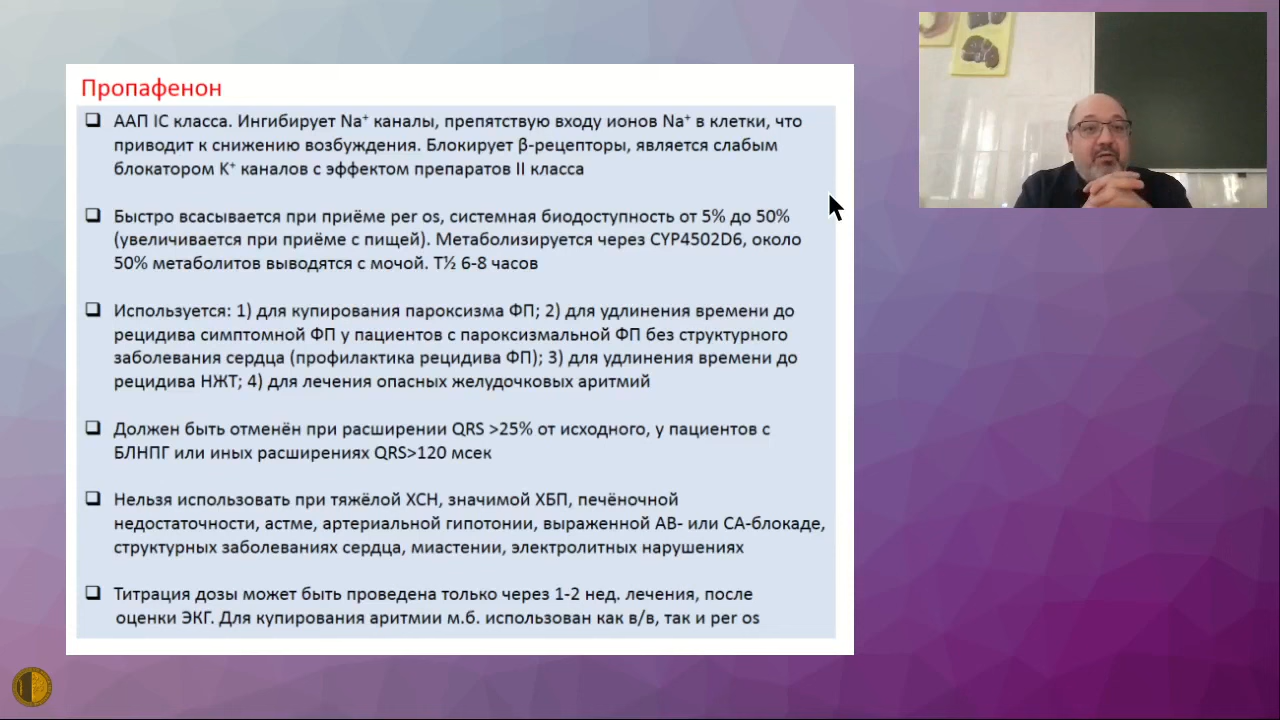 Пропафенон
❑ ААП IC класса. Ингибирует Na⁺ каналы, препятствую входу ионов Na⁺ в клетки, что
приводит к снижению возбуждения. Блокирует β-рецепторы, является слабым
блокатором K⁺ каналов с эффектом препаратов II класса
❑ Быстро всасывается при приёме per os, системная биодоступность от 5% до 50%
(увеличивается при приёме с пищей). Метаболизируется через CYP4502D6, около
50% метаболитов выводятся с мочой. T½ 6-8 часов
❑ Используется: 1) для купирования пароксизма ФП; 2) для удлинения времени до
рецидива симптомной ФП у пациентов с пароксизмальной ФП без структурного
заболевания сердца (профилактика рецидива ФП); 3) для удлинения времени до
рецидива НЖТ; 4) для лечения опасных желудочковых аритмий
❑ Должен быть отменён при расширении QRS >25% от исходного, у пациентов с
БЛНПГ или иных расширениях QRS>120 мсек
❑ Нельзя использовать при тяжёлой ХСН, значимой ХБП, печёночной
недостаточности, астме, артериальной гипотонии, выраженной АВ- или СА-блокаде,
структурных заболеваниях сердца, миастении, электролитных нарушениях
❑ Титрация дозы может быть проведена только через 1-2 нед. лечения, после
оценки ЭКГ. Для купирования аритмии м.б. использован как в/в, так и per os